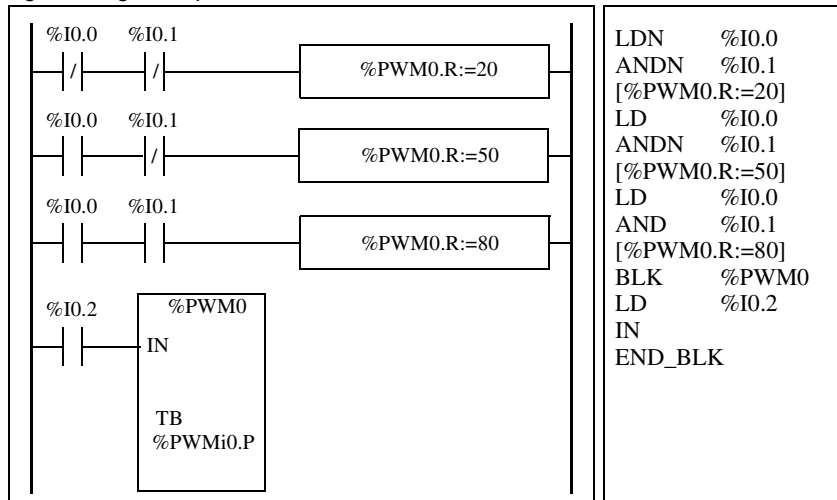 %I0.0 %I0.1
%PWM0.R:=20
%I0.0 %I0.1
%PWM0.R:=50
%I0.0 %I0.1
%PWM0.R:=80
%I0.2
%PWM0
IN
TB
%PWMi0.P
LDN %I0.0
ANDN %I0.1
[%PWM0.R:=20]
LD %I0.0
ANDN %I0.1
[%PWM0.R:=50]
LD %I0.0
AND %I0.1
[%PWM0.R:=80]
BLK %PWM0
LD %I0.2
IN
END_BLK